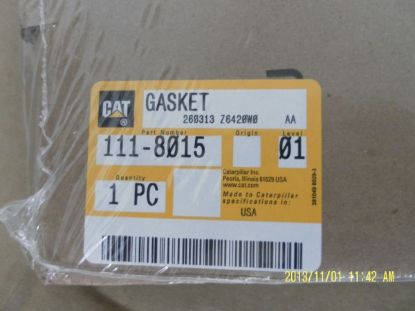 CAT
®
GASKET
260313 Z6420W0 AA
Part Number Origin Level
111-8015 01
Quantity
1 PC
Caterpillar Inc.
Peoria, Illinois 61629 USA
www.cat.com
Made to Caterpillar
specifications in:
USA
2013/11/01 11:42 AM